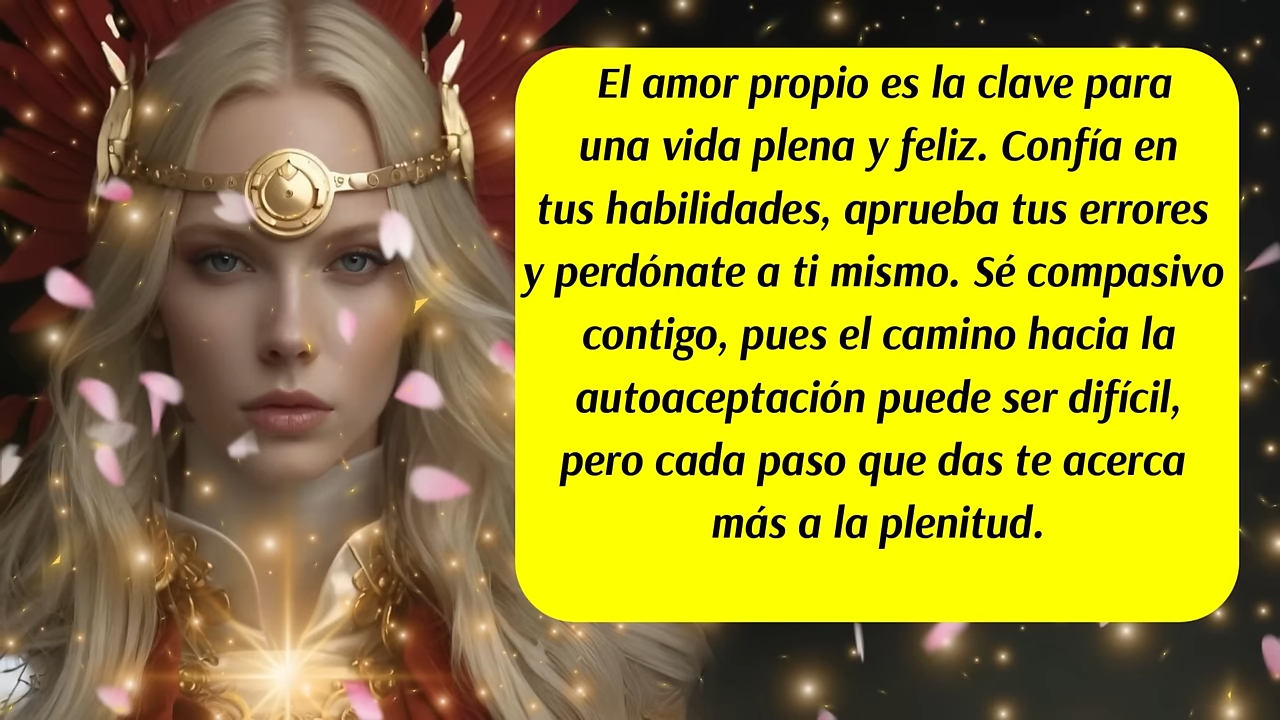 El amor propio es la clave para
una vida plena y feliz. Confía en
tus habilidades, aprueba tus errores
y perdónate a ti mismo. Sé compasivo
contigo, pues el camino hacia la
autoaceptación puede ser difícil,
pero cada paso que das te acerca
más a la plenitud.